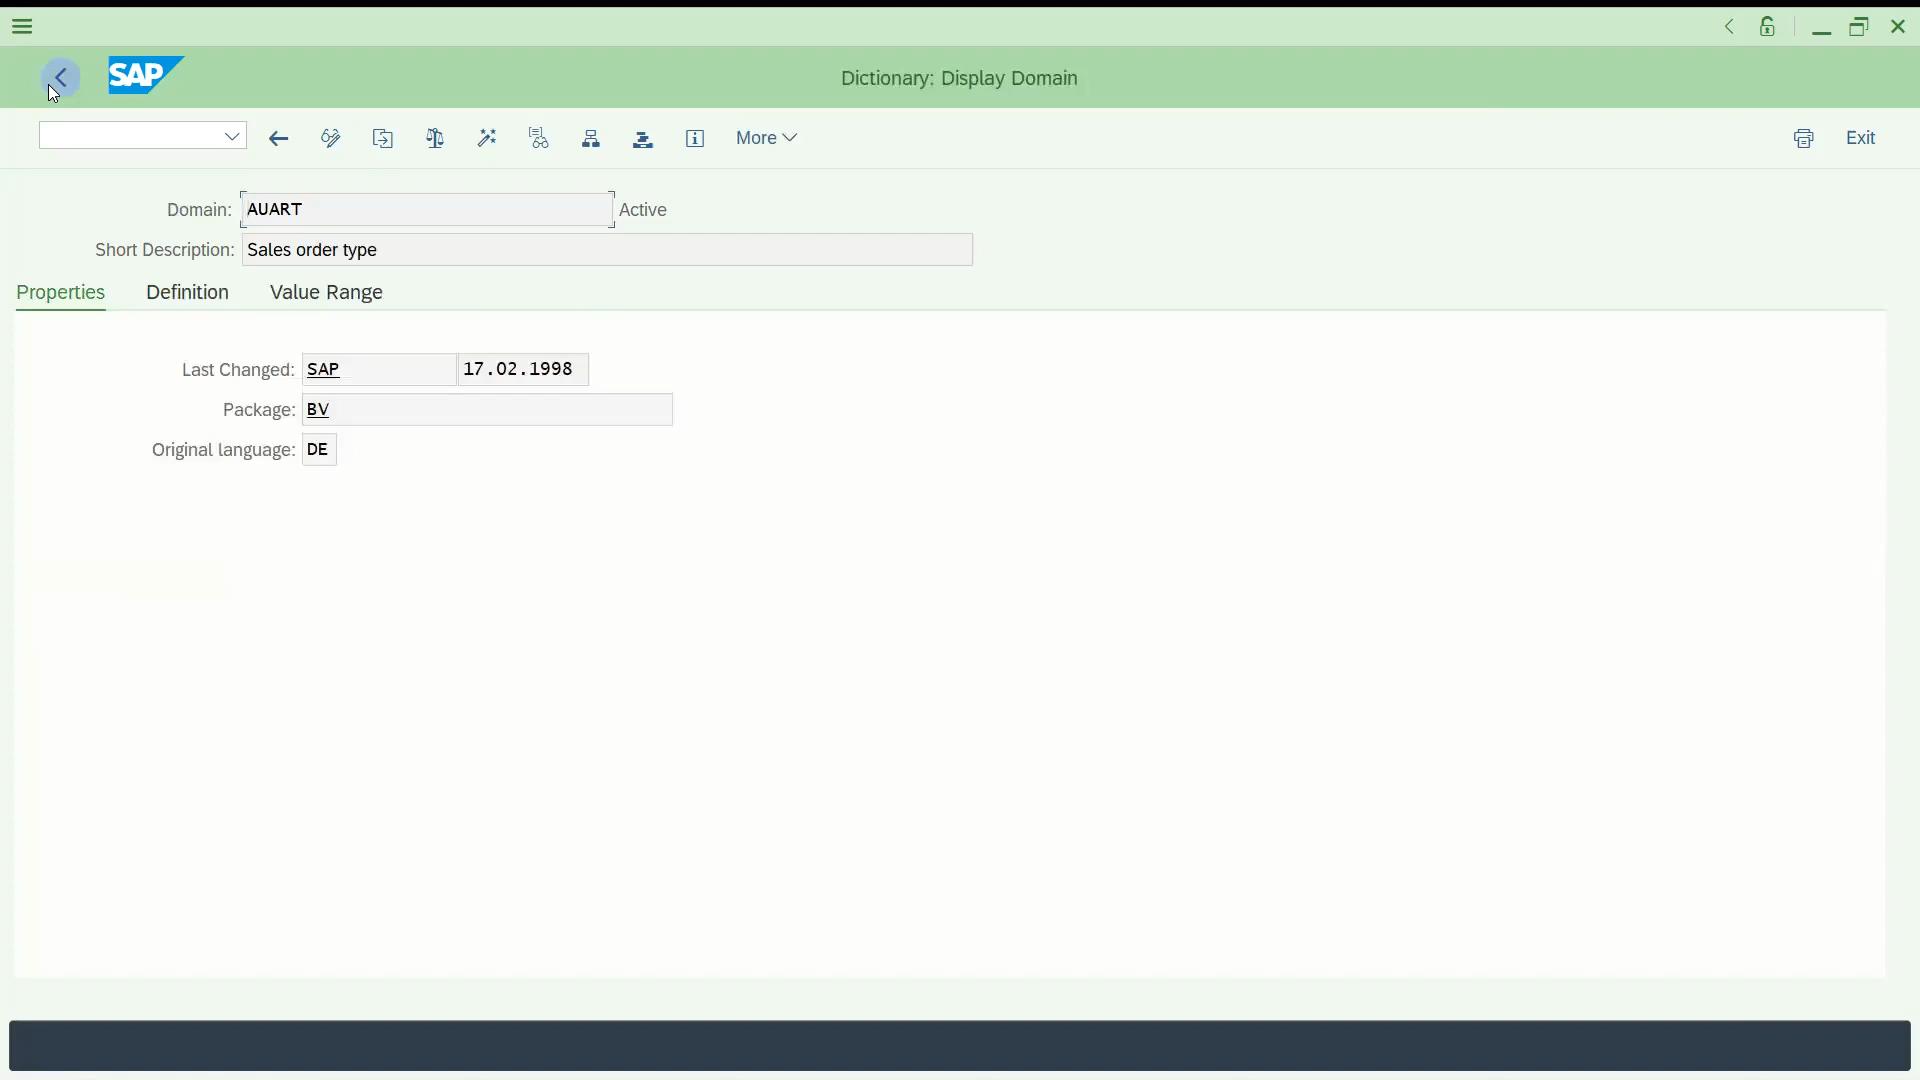 SAP
Dictionary: Display Domain
More
Exit
Domain: AUART Active
Short Description: Sales order type
Properties Definition Value Range
Last Changed: SAP 17.02.1998
Package: BV
Original language: DE